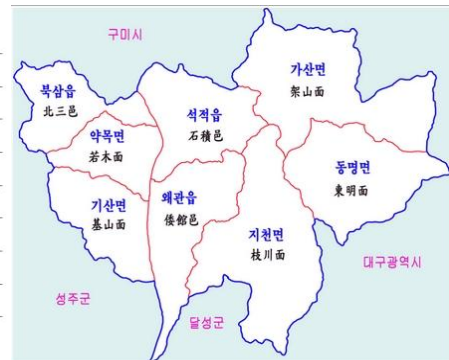 구미시
가산면
架山面
북삼읍
北三邑
석적읍
石積邑
약목면
若木面
동명면
東明面
왜관읍
倭館邑
기산면
基山面
지천면
枝川面
대구광역시
성주군
달성군